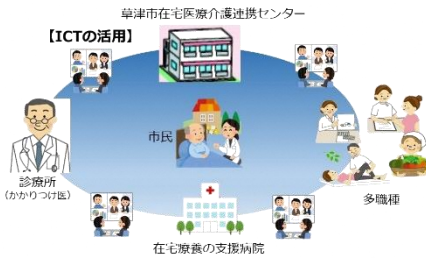 草津市在宅医療介護連携センター
【ICTの活用】
市民
診療所
(かかりつけ医)
多職種
在宅療養の支援病院